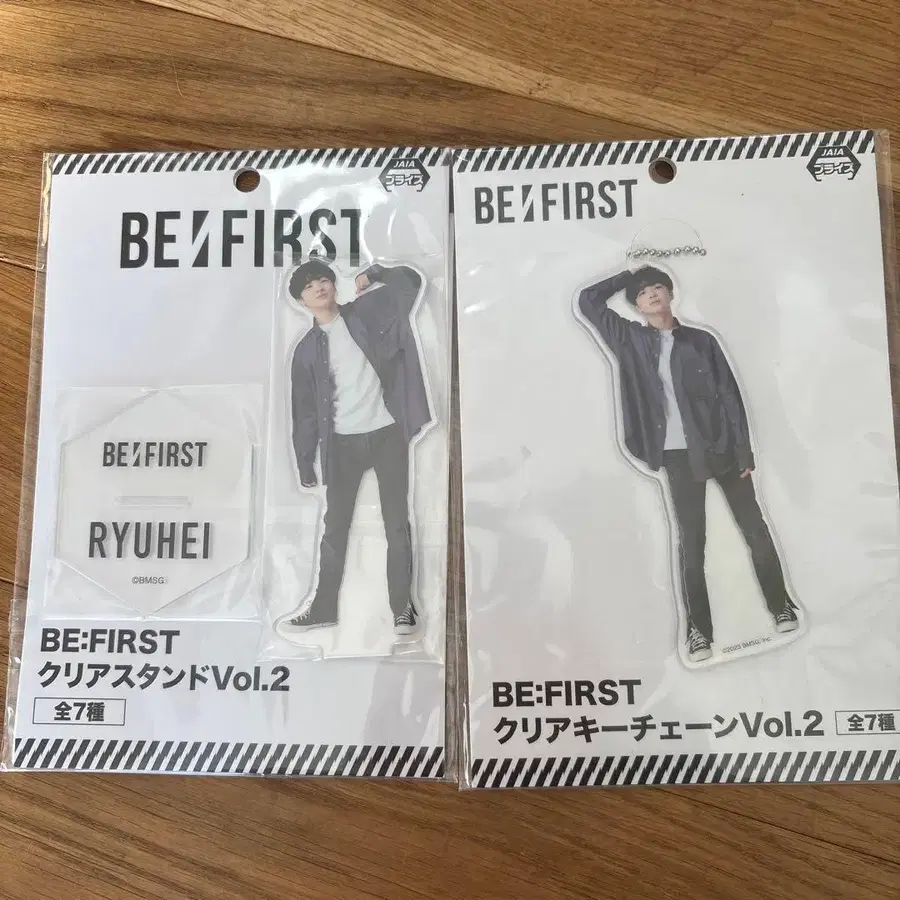 JAIA
プライズ
BE:FIRST
BE:FIRST
RYUHEI
©BMSG
BE:FIRST
クリアスタンドVol.2
全7種
JAIA
プライズ
BE:FIRST
©2023 BMSG, Inc.
BE:FIRST
クリアキーチェーンVol.2
全7種